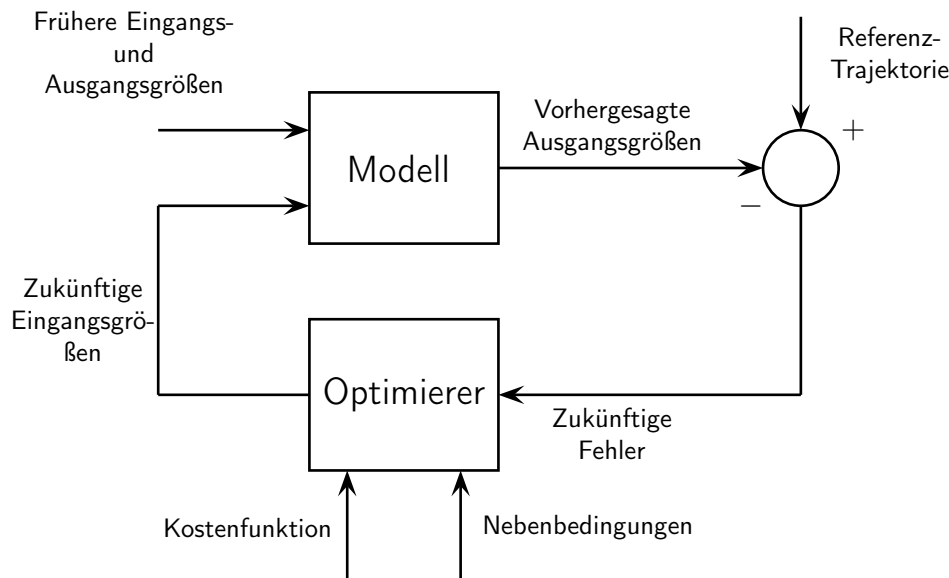 Frühere Eingangs-
und
Ausgangsgrößen
Referenz-
Trajektorie
Vorhergesagte
Ausgangsgrößen
+
−
Modell
Zukünftige
Eingangsgrö-
ßen
Optimierer
Zukünftige
Fehler
Kostenfunktion
Nebenbedingungen